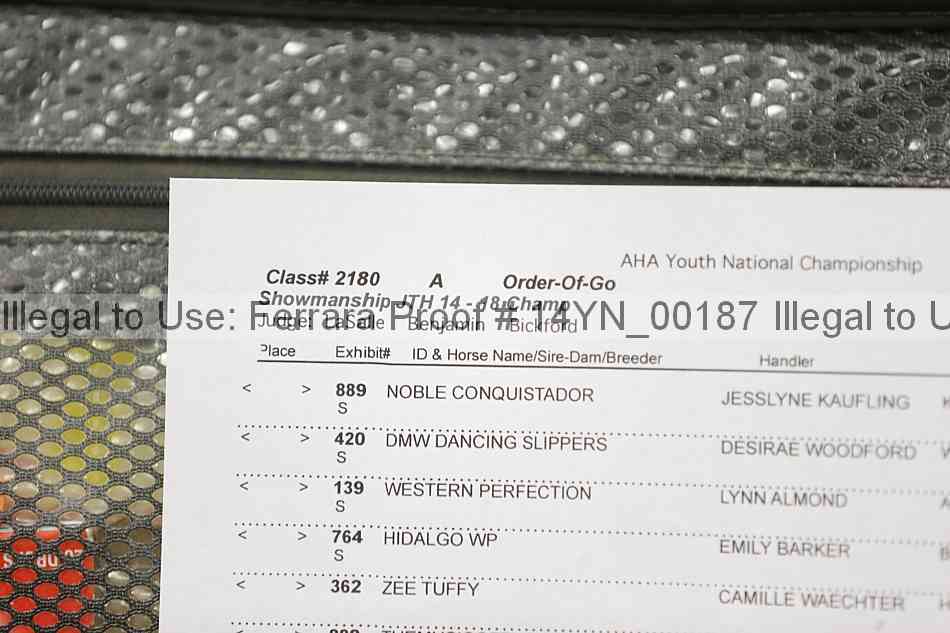 AHA Youth National Championship
Class# 2180 A Order-Of-Go
Showmanship JTH 14 - 18 Champ
Illegal to Use: Ferrara Proof # 14YN_00187 Illegal to U
Judge: LaSalle Benjamin Bickford
Place Exhibit# ID & Horse Name/Sire-Dam/Breeder Handler
< > 889 NOBLE CONQUISTADOR JESSLYNE KAUFLING
S
< > 420 DMW DANCING SLIPPERS DESIRAE WOODFORD
S
< > 139 WESTERN PERFECTION LYNN ALMOND
S
< > 764 HIDALGO WP EMILY BARKER
S
< > 362 ZEE TUFFY CAMILLE WAECHTER